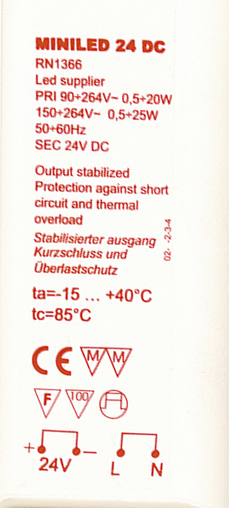 MINILED 24 DC
RN1366
Led supplier
PRI 90÷264V~ 0,5÷20W
150÷264V~ 0,5÷25W
50÷60Hz
SEC 24V DC
Output stabilized
Protection against short
circuit and thermal
overload
Stabilisierter ausgang
Kurzschluss und
Überlastschutz
02- -2-3-4
ta=-15 ... +40°C
tc=85°C
CE M M
F 100
+ -
24V L N